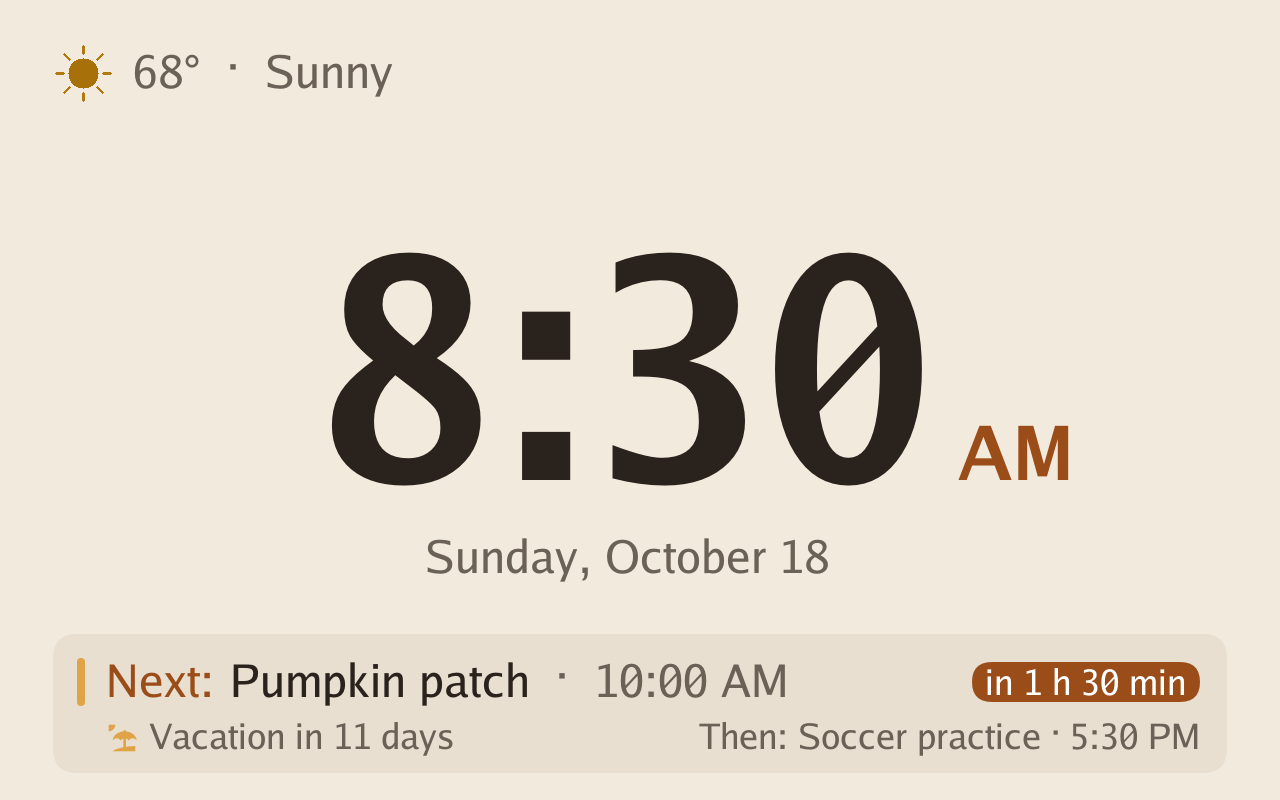 68° · Sunny
8:30 AM
Sunday, October 18
Next: Pumpkin patch · 10:00 AM in 1 h 30 min
Vacation in 11 days Then: Soccer practice · 5:30 PM